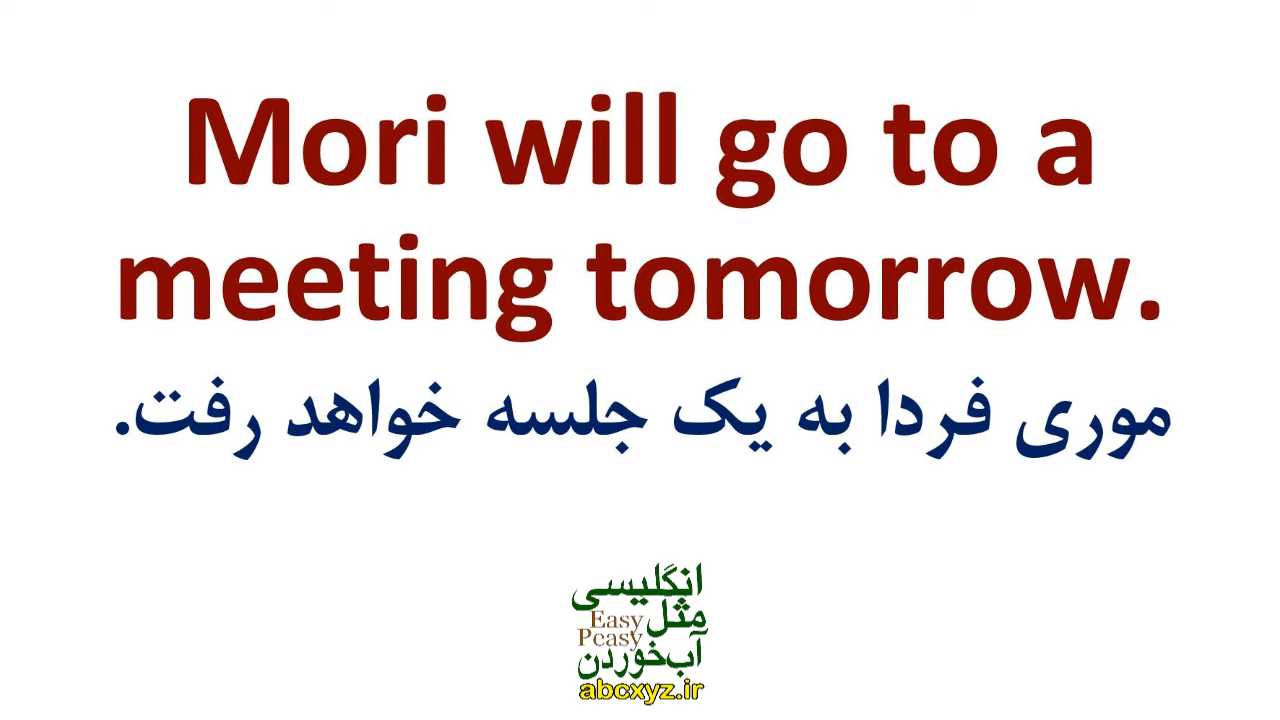 Mori will go to a
meeting tomorrow.
موری فردا به یک جلسه خواهد رفت.
انگلیسی
مثل
Easy
Peasy
آب‌خوردن
abcxyz.ir